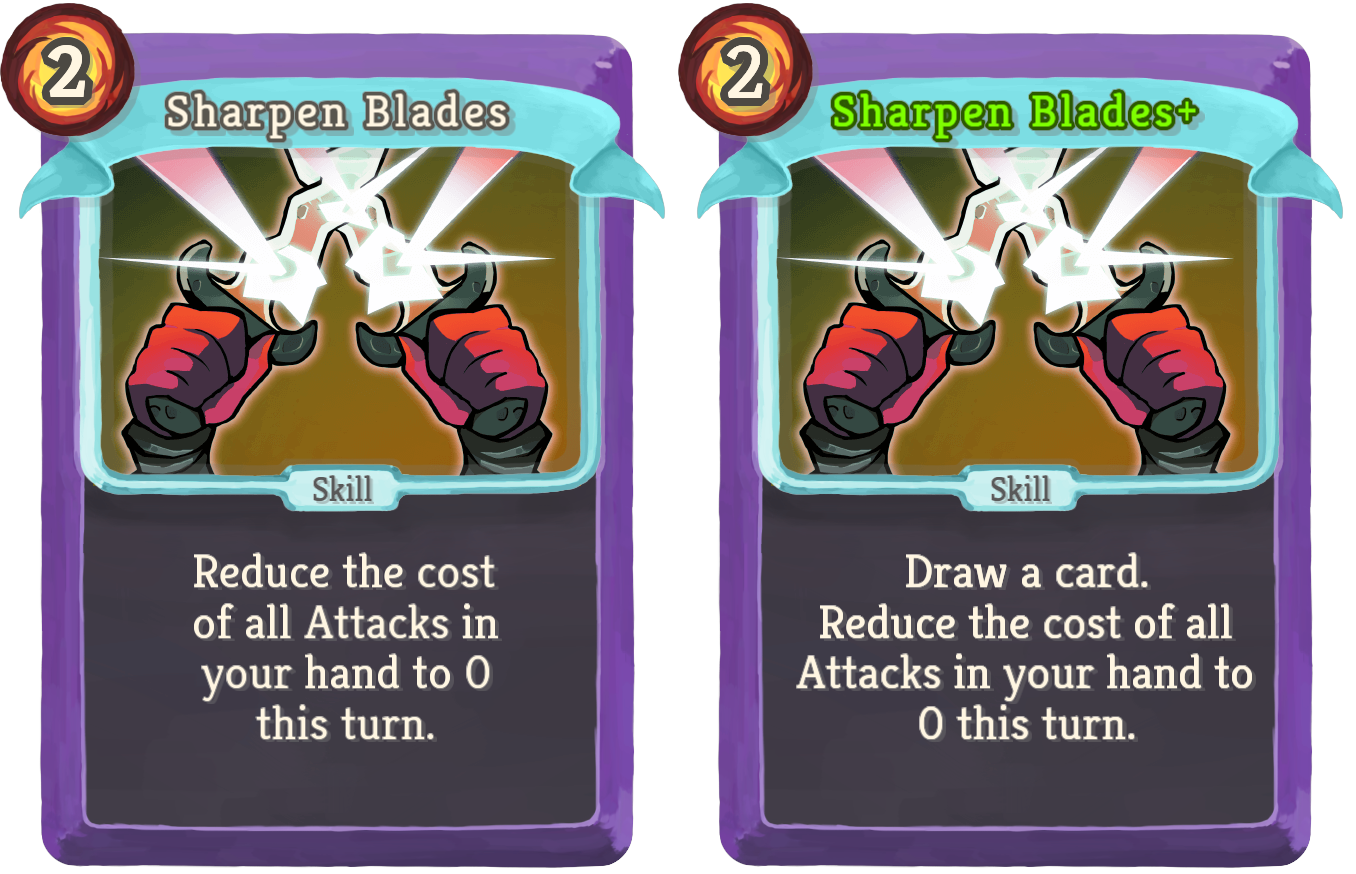 2
Sharpen Blades
Skill
Reduce the cost
of all Attacks in
your hand to 0
this turn.
2
Sharpen Blades+
Skill
Draw a card.
Reduce the cost of all
Attacks in your hand to
0 this turn.